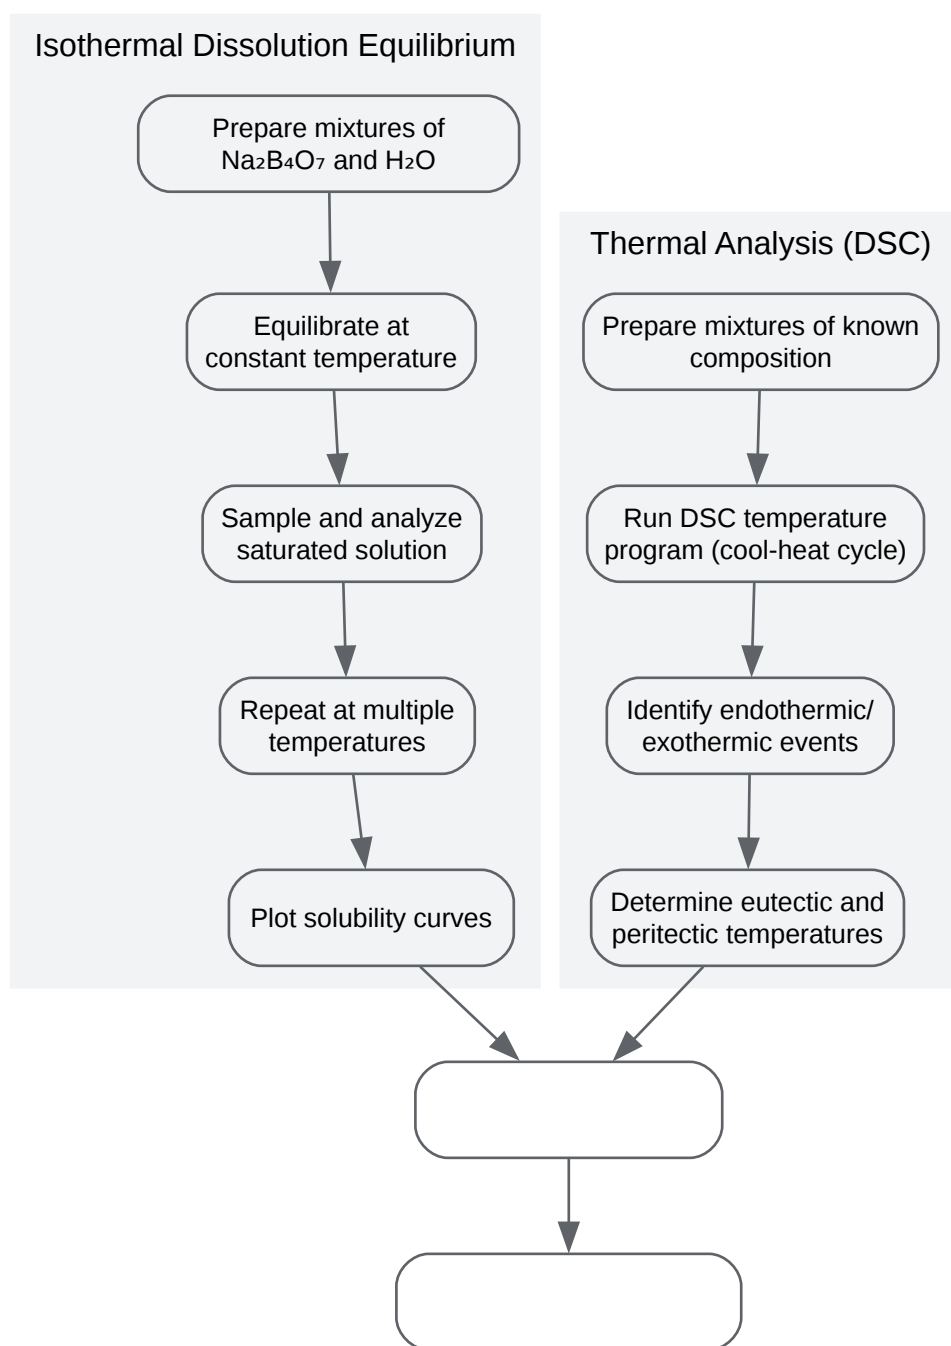 Isothermal Dissolution Equilibrium
Prepare mixtures of
Na₂B₄O₇ and H₂O
Equilibrate at
constant temperature
Sample and analyze
saturated solution
Repeat at multiple
temperatures
Plot solubility curves
Thermal Analysis (DSC)
Prepare mixtures of known
composition
Run DSC temperature
program (cool-heat cycle)
Identify endothermic/
exothermic events
Determine eutectic and
peritectic temperatures